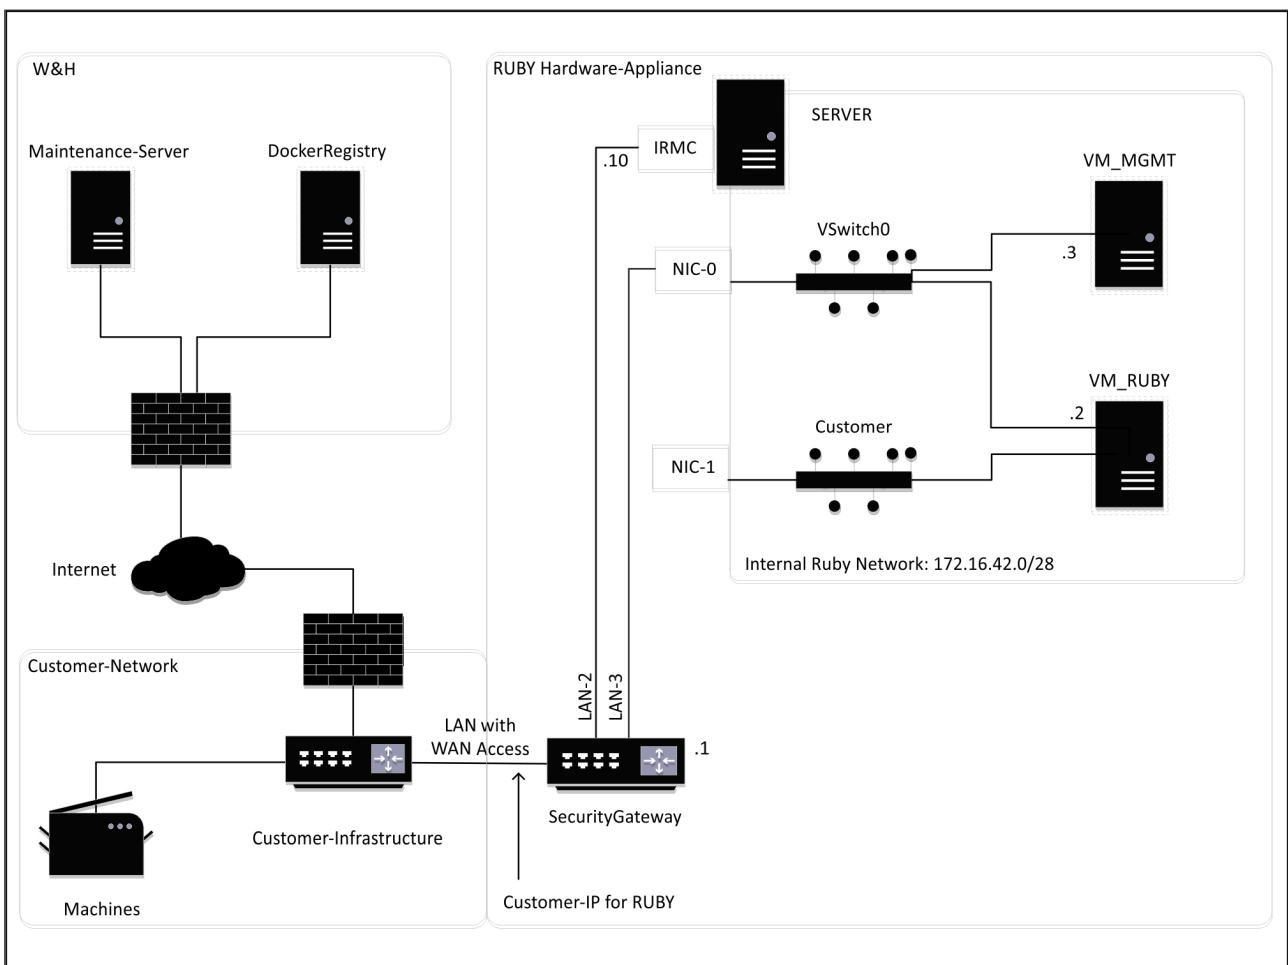 W&H
Maintenance-Server
DockerRegistry
Internet
Customer-Network
Customer-Infrastructure
Machines
LAN with
WAN Access
RUBY Hardware-Appliance
SERVER
IRMC
.10
VM_MGMT
VSwitch0
.3
NIC-0
VM_RUBY
.2
Customer
NIC-1
Internal Ruby Network: 172.16.42.0/28
LAN-2
LAN-3
.1
SecurityGateway
Customer-IP for RUBY